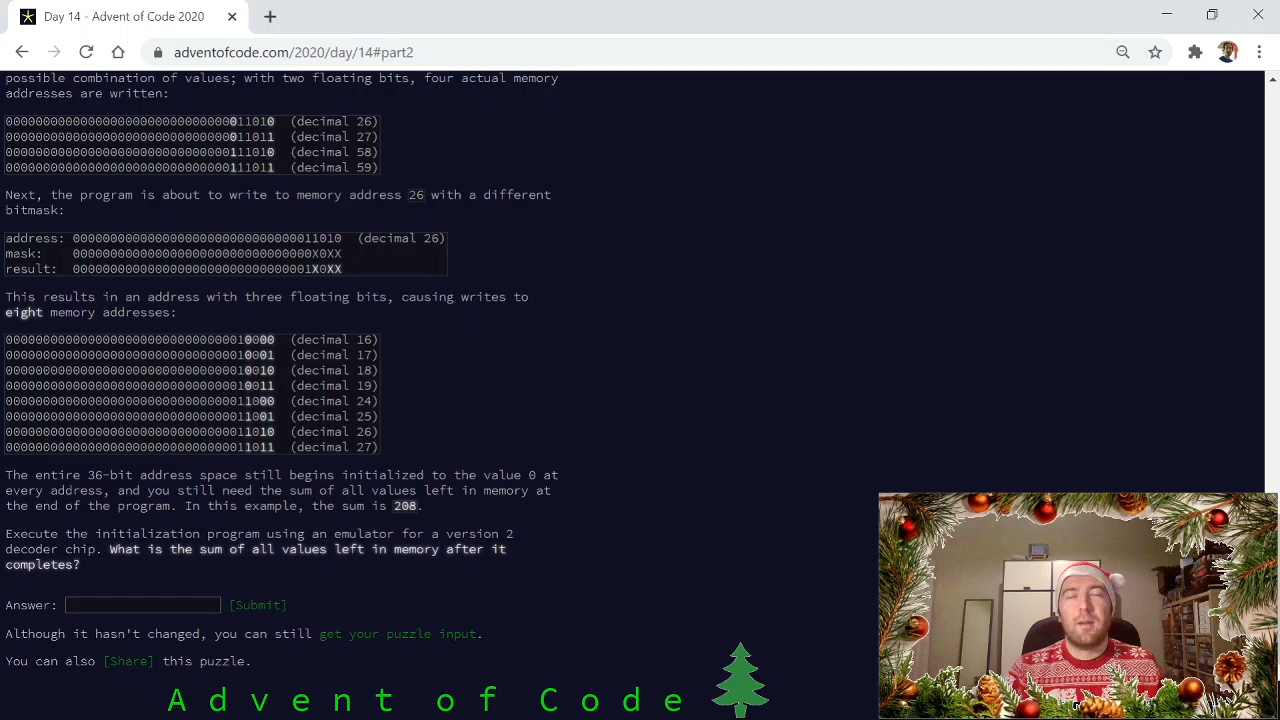 Day 14 - Advent of Code 2020
adventofcode.com/2020/day/14#part2
possible combination of values; with two floating bits, four actual memory
addresses are written:
000000000000000000000000000000011010 (decimal 26)
000000000000000000000000000000011011 (decimal 27)
000000000000000000000000000000111010 (decimal 58)
000000000000000000000000000000111011 (decimal 59)
Next, the program is about to write to memory address 26 with a different
bitmask:
address: 000000000000000000000000000000011010 (decimal 26)
mask: 00000000000000000000000000000000X0XX
result: 00000000000000000000000000000001X0XX
This results in an address with three floating bits, causing writes to
eight memory addresses:
000000000000000000000000000000010000 (decimal 16)
000000000000000000000000000000010001 (decimal 17)
000000000000000000000000000000010010 (decimal 18)
000000000000000000000000000000010011 (decimal 19)
000000000000000000000000000000011000 (decimal 24)
000000000000000000000000000000011001 (decimal 25)
000000000000000000000000000000011010 (decimal 26)
000000000000000000000000000000011011 (decimal 27)
The entire 36-bit address space still begins initialized to the value 0 at
every address, and you still need the sum of all values left in memory at
the end of the program. In this example, the sum is 208.
Execute the initialization program using an emulator for a version 2
decoder chip. What is the sum of all values left in memory after it
completes?
Answer: [Submit]
Although it hasn't changed, you can still get your puzzle input.
You can also [Share] this puzzle.
Advent of Code